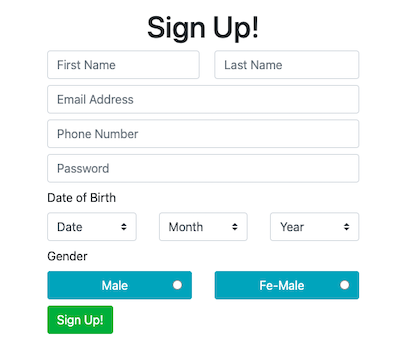 Sign Up!
First Name Last Name
Email Address
Phone Number
Password
Date of Birth
Date Month Year
Gender
Male Fe-Male
Sign Up!